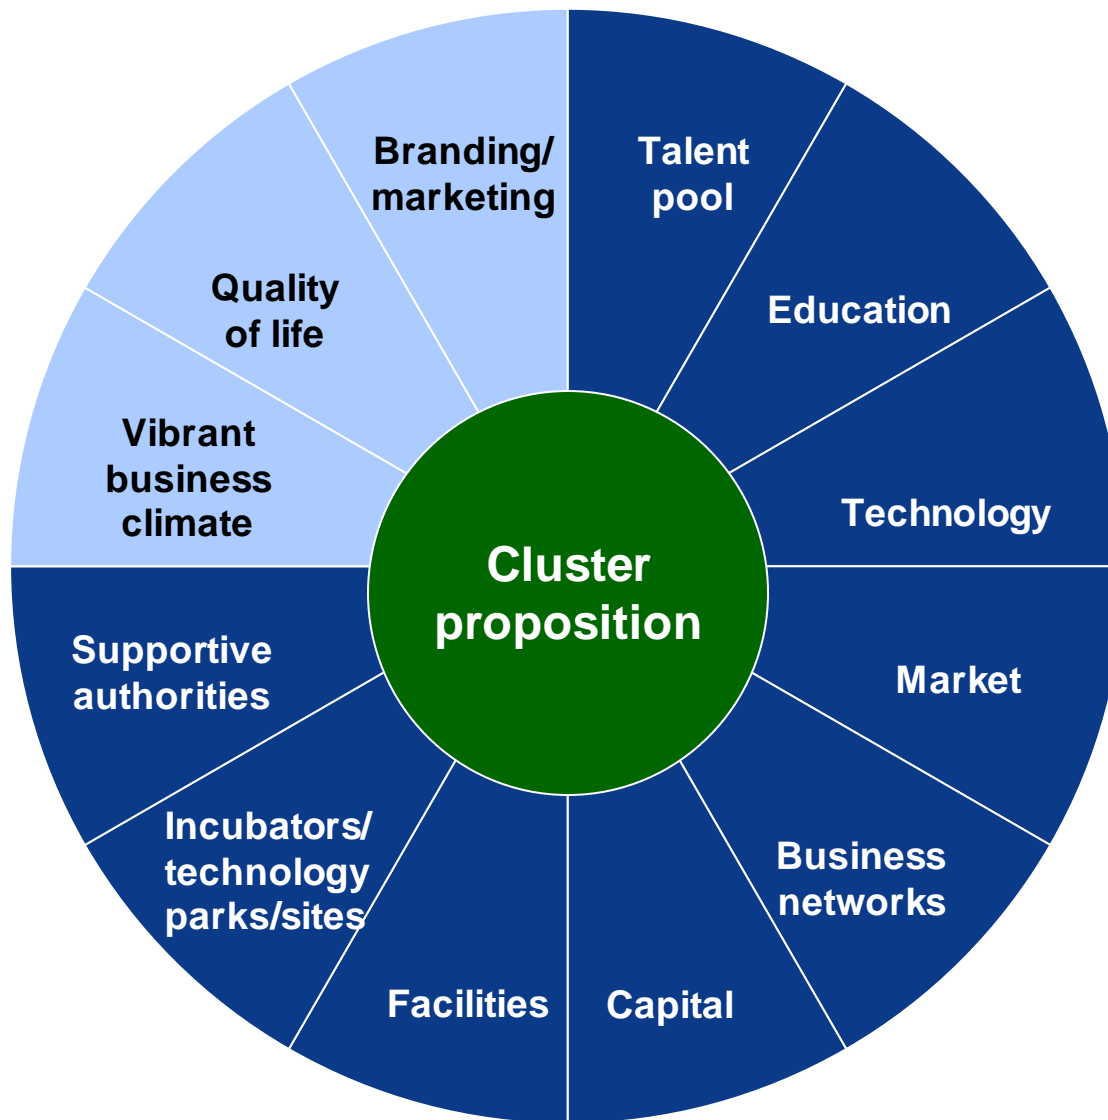 Branding/
marketing
Talent
pool
Quality
of life
Education
Vibrant
business
climate
Technology
Cluster
proposition
Supportive
authorities
Market
Incubators/
technology
parks/sites
Business
networks
Facilities
Capital